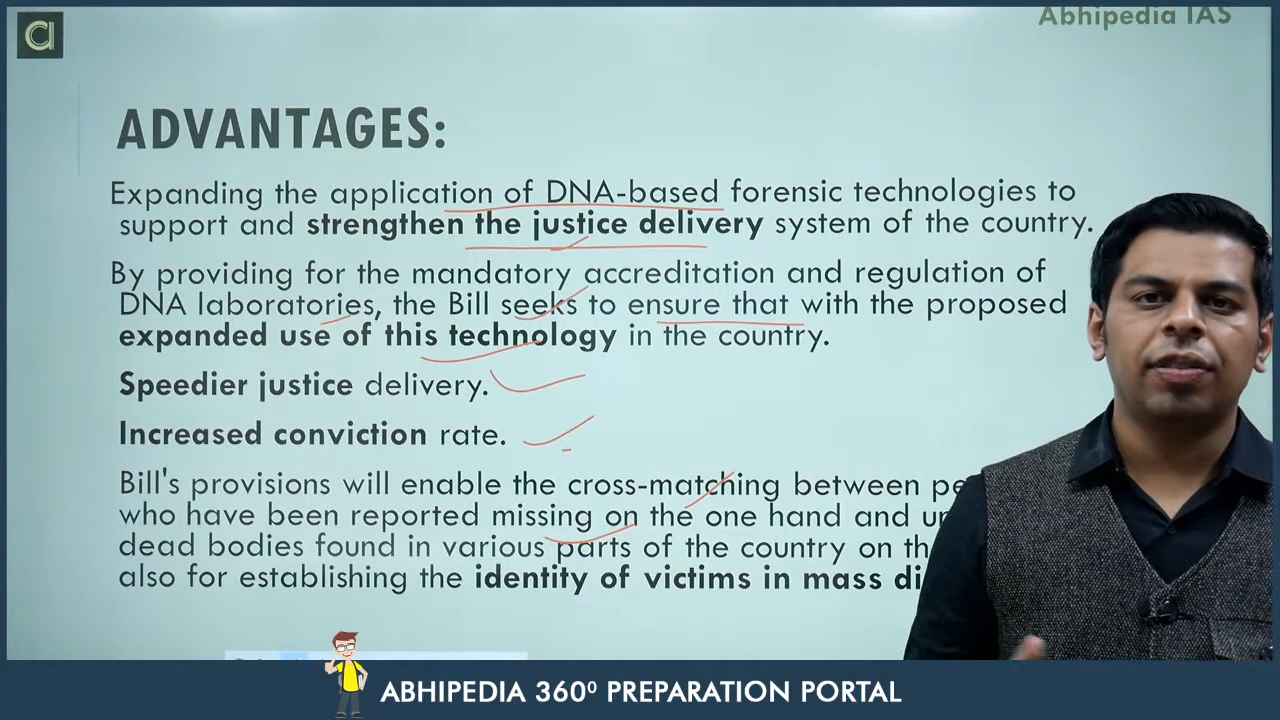 Abhipedia IAS
ADVANTAGES:
Expanding the application of DNA-based forensic technologies to
support and strengthen the justice delivery system of the country.
By providing for the mandatory accreditation and regulation of
DNA laboratories, the Bill seeks to ensure that with the proposed
expanded use of this technology in the country.
Speedier justice delivery.
Increased conviction rate.
Bill's provisions will enable the cross-matching between
who have been reported missing on the one hand and
dead bodies found in various parts of the country on
also for establishing the identity of victims in mass
ABHIPEDIA 360⁰ PREPARATION PORTAL